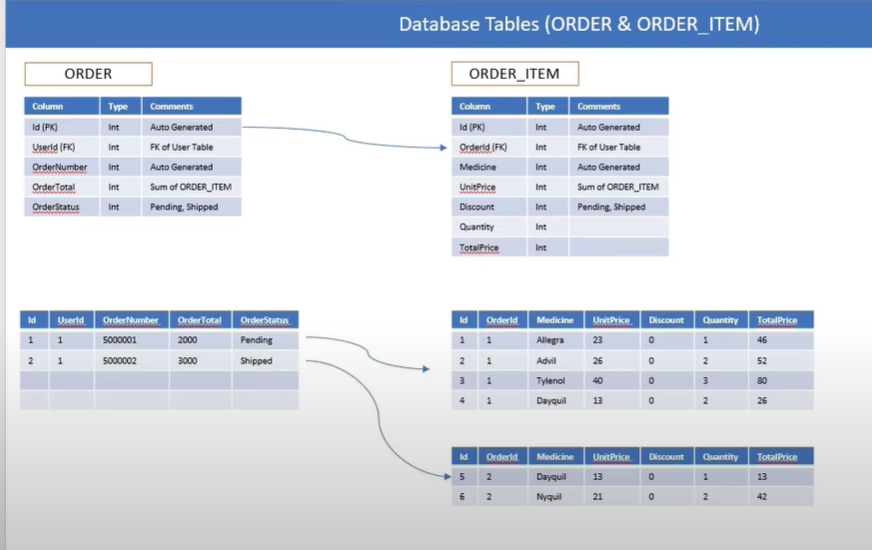 Database Tables (ORDER & ORDER_ITEM)
ORDER
Column Type Comments
Id (PK) Int Auto Generated
UserId (FK) Int FK of User Table
OrderNumber Int Auto Generated
OrderTotal Int Sum of ORDER_ITEM
OrderStatus Int Pending, Shipped
ORDER_ITEM
Column Type Comments
Id (PK) Int Auto Generated
OrderId (FK) Int FK of User Table
Medicine Int Auto Generated
UnitPrice Int Sum of ORDER_ITEM
Discount Int Pending, Shipped
Quantity Int
TotalPrice Int
Id UserId OrderNumber OrderTotal OrderStatus
1 1 5000001 2000 Pending
2 1 5000002 3000 Shipped
Id OrderId Medicine UnitPrice Discount Quantity TotalPrice
1 1 Allegra 23 0 1 46
2 1 Advil 26 0 2 52
3 1 Tylenol 40 0 3 80
4 1 Dayquil 13 0 2 26
Id OrderId Medicine UnitPrice Discount Quantity TotalPrice
5 2 Dayquil 13 0 1 13
6 2 Nyquil 21 0 2 42